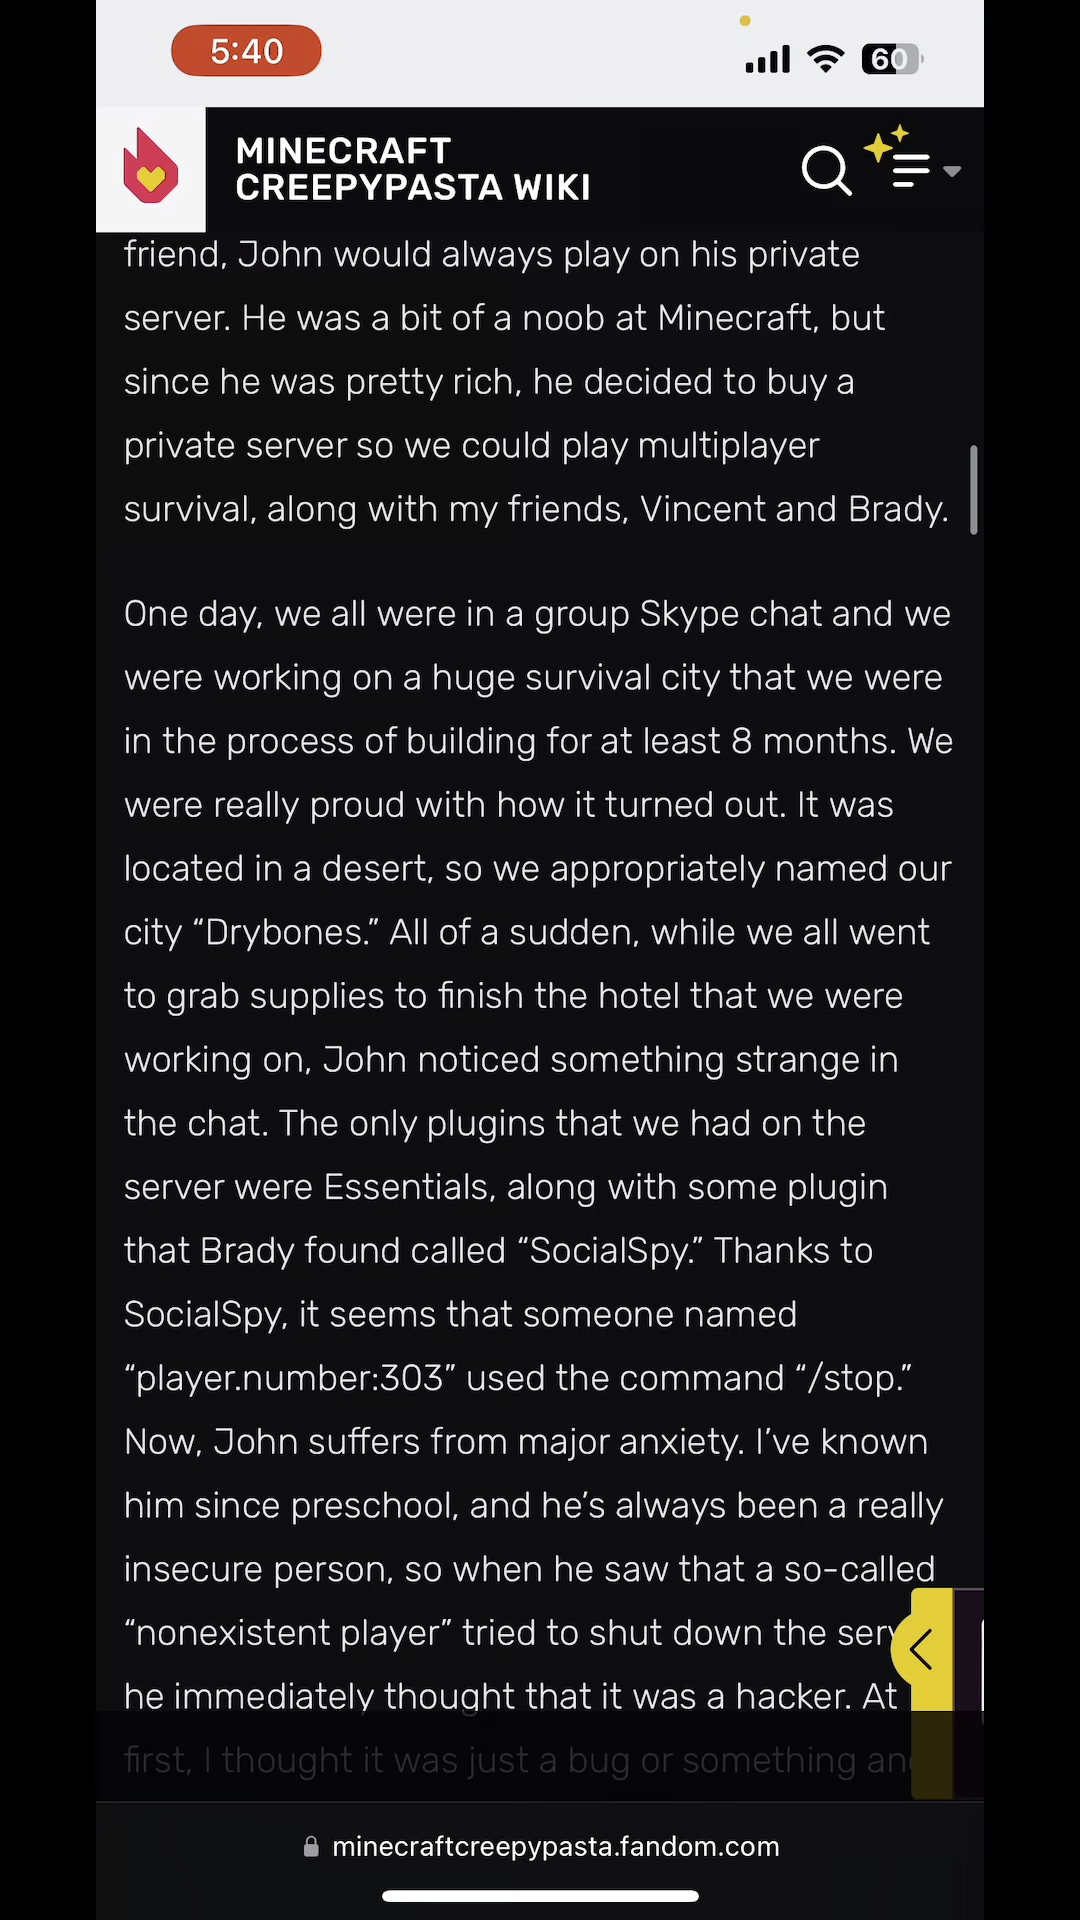 5:40
60
MINECRAFT
CREEPYPASTA WIKI
friend, John would always play on his private
server. He was a bit of a noob at Minecraft, but
since he was pretty rich, he decided to buy a
private server so we could play multiplayer
survival, along with my friends, Vincent and Brady.
One day, we all were in a group Skype chat and we
were working on a huge survival city that we were
in the process of building for at least 8 months. We
were really proud with how it turned out. It was
located in a desert, so we appropriately named our
city “Drybones.” All of a sudden, while we all went
to grab supplies to finish the hotel that we were
working on, John noticed something strange in
the chat. The only plugins that we had on the
server were Essentials, along with some plugin
that Brady found called “SocialSpy.” Thanks to
SocialSpy, it seems that someone named
“player.number:303” used the command “/stop.”
Now, John suffers from major anxiety. I’ve known
him since preschool, and he’s always been a really
insecure person, so when he saw that a so-called
“nonexistent player” tried to shut down the
he immediately thought that it was a hacker. At
first, I thought it was just a bug or something
minecraftcreepypasta.fandom.com